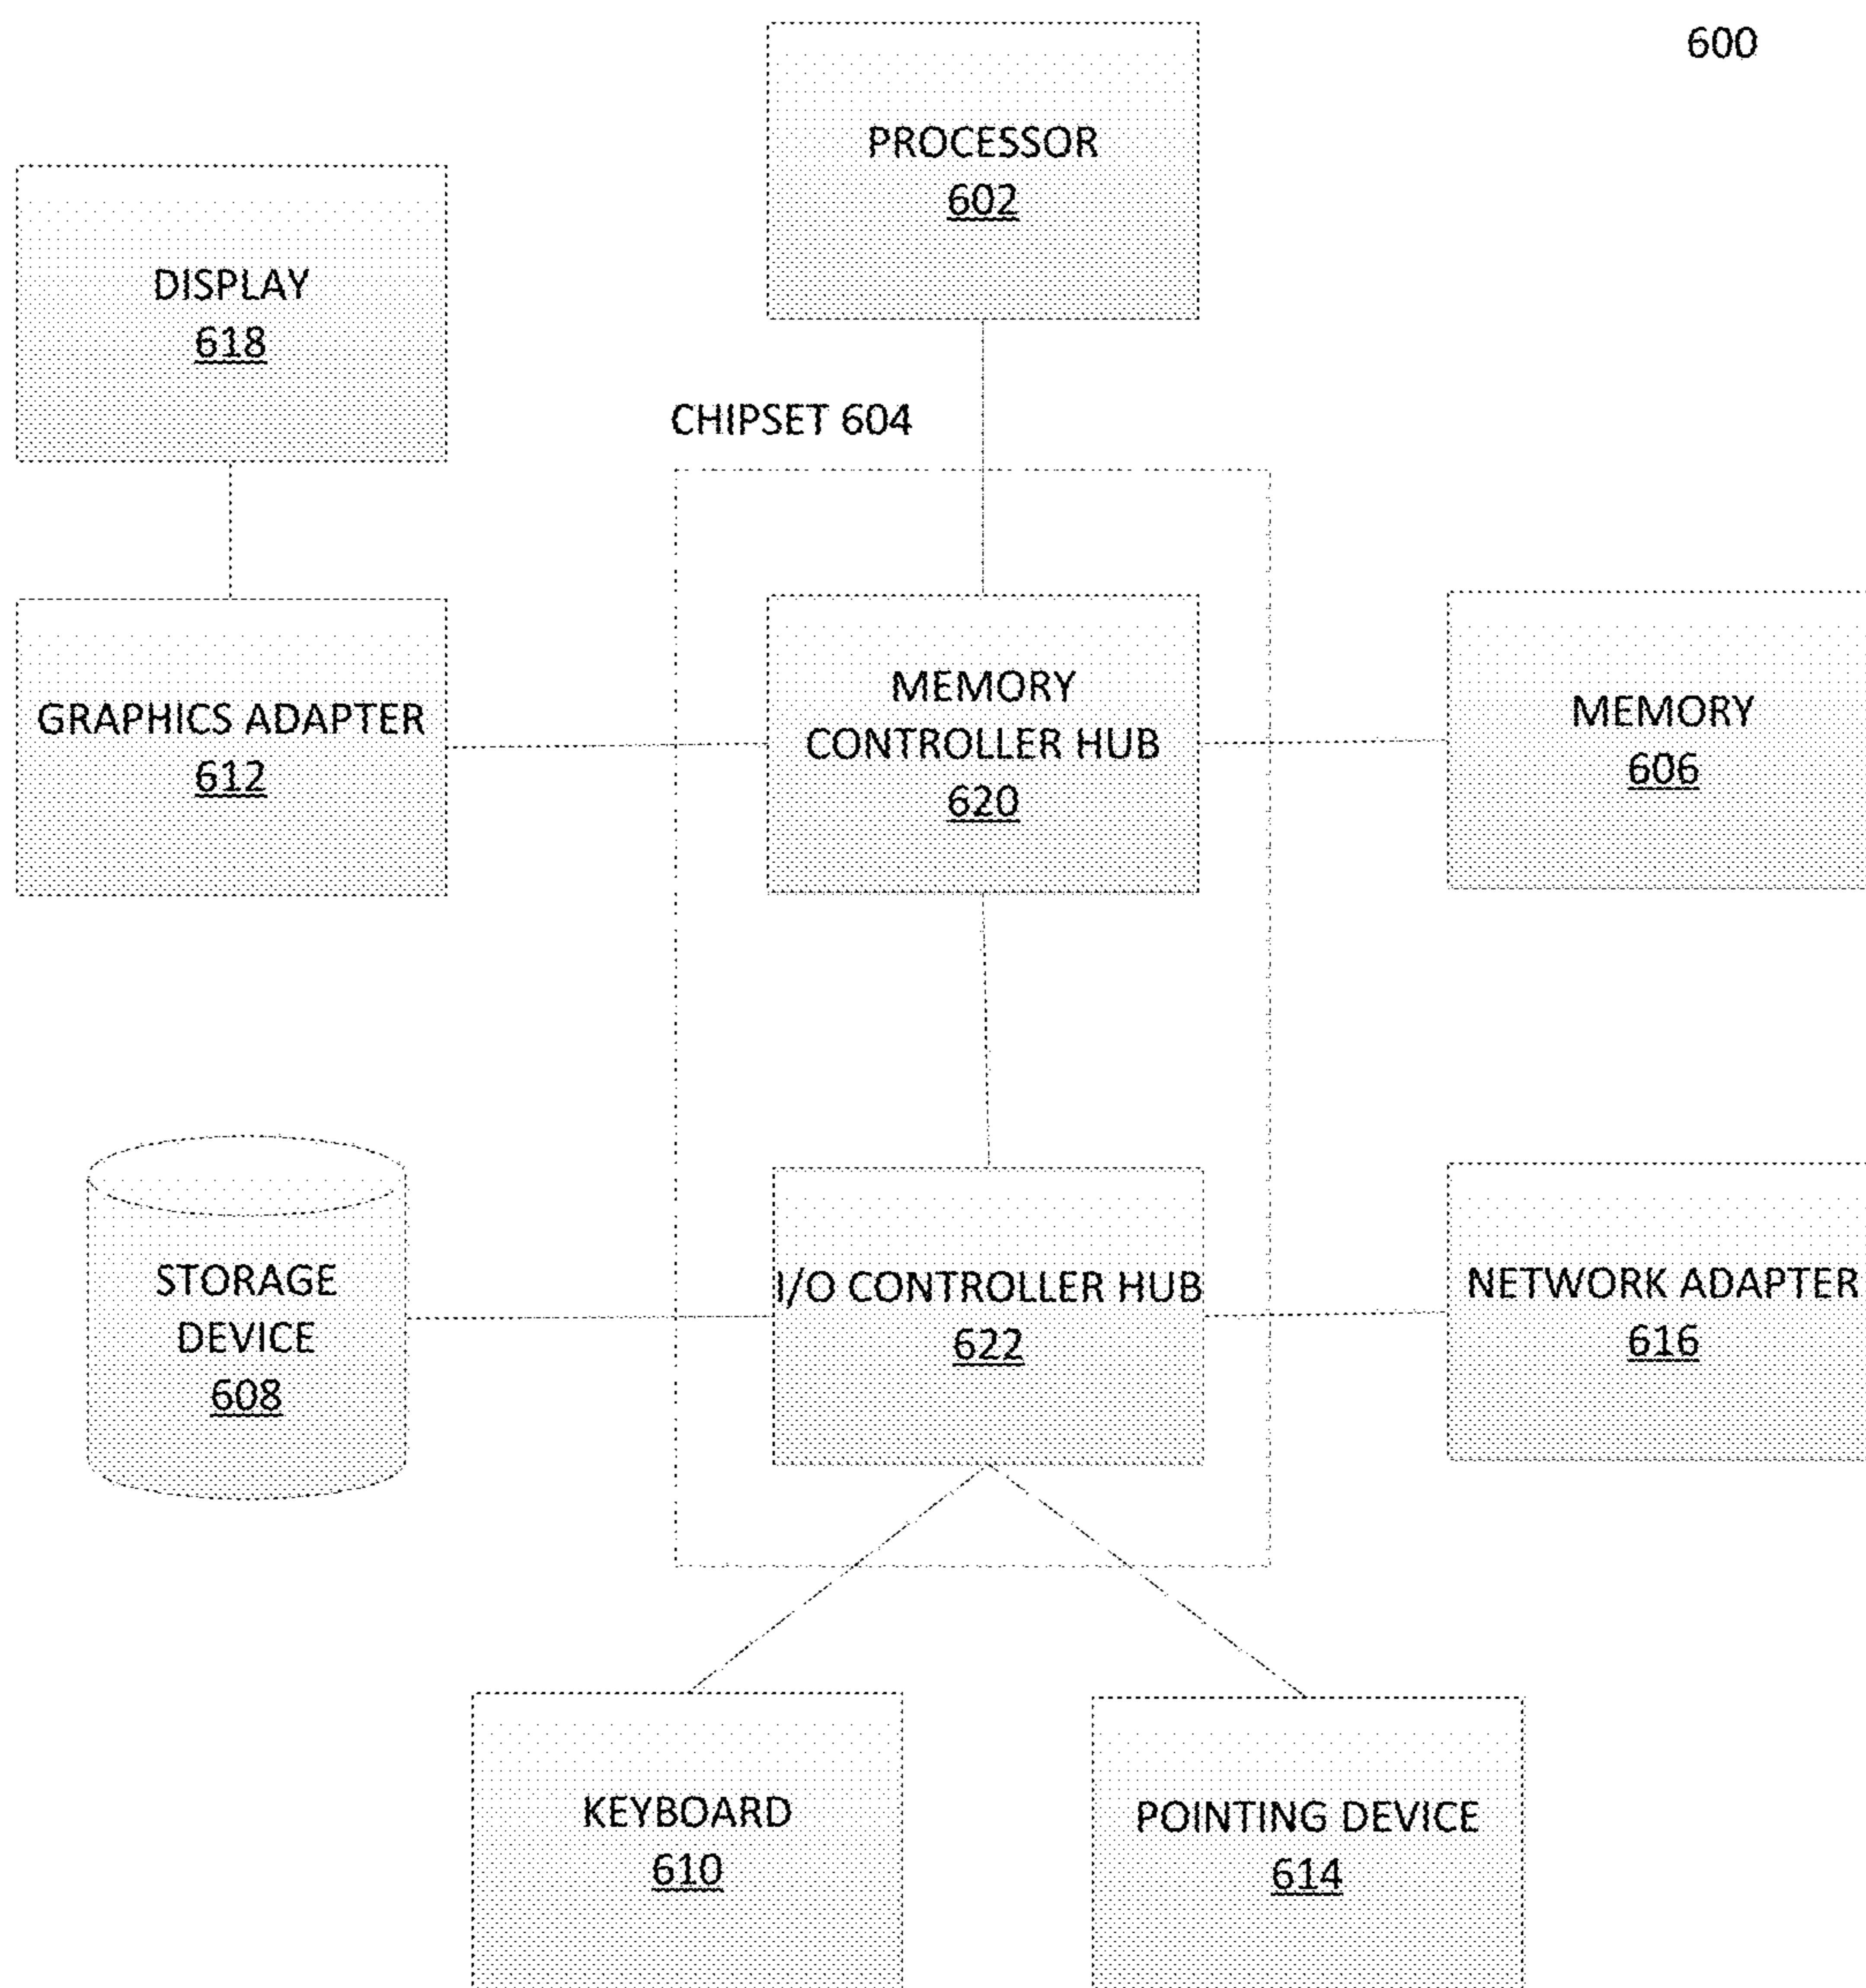 600
PROCESSOR
602
DISPLAY
618
CHIPSET 604
GRAPHICS ADAPTER
612
MEMORY
CONTROLLER HUB
620
MEMORY
606
STORAGE
DEVICE
608
I/O CONTROLLER HUB
622
NETWORK ADAPTER
616
KEYBOARD
610
POINTING DEVICE
614